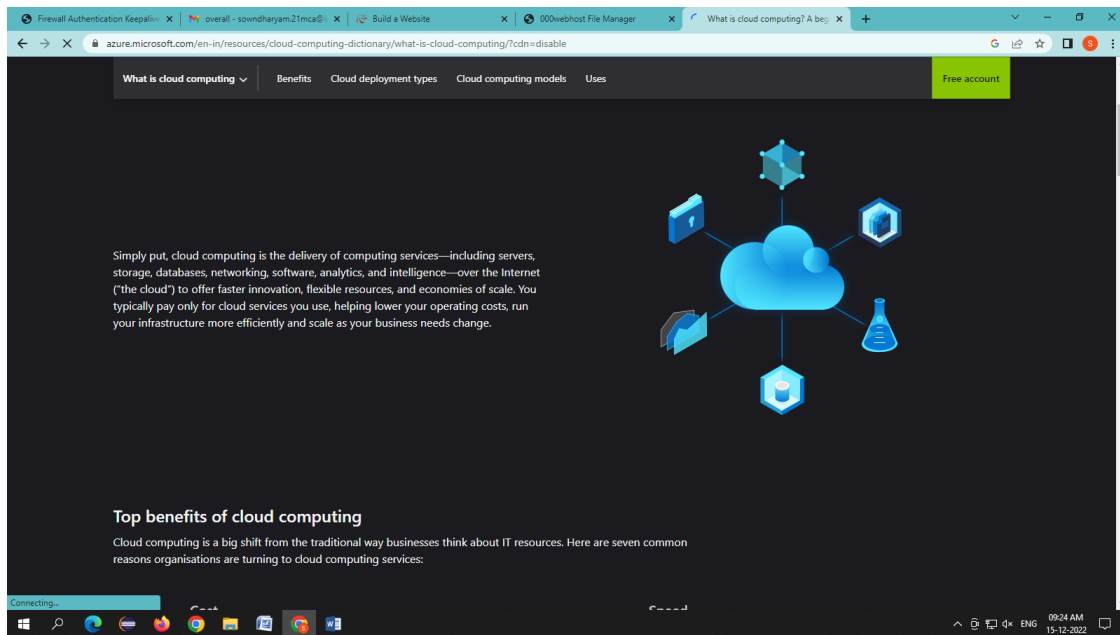 Firewall Authentication Keepalive
overall - sowndharyam.21mca@k
Build a Website
000webhost File Manager
What is cloud computing? A beg
azure.microsoft.com/en-in/resources/cloud-computing-dictionary/what-is-cloud-computing/?cdn=disable
What is cloud computing
Benefits
Cloud deployment types
Cloud computing models
Uses
Free account
Simply put, cloud computing is the delivery of computing services—including servers,
storage, databases, networking, software, analytics, and intelligence—over the Internet
("the cloud") to offer faster innovation, flexible resources, and economies of scale. You
typically pay only for cloud services you use, helping lower your operating costs, run
your infrastructure more efficiently and scale as your business needs change.
Top benefits of cloud computing
Cloud computing is a big shift from the traditional way businesses think about IT resources. Here are seven common
reasons organisations are turning to cloud computing services:
Cost
Speed
Connecting...
ENG
09:24 AM
15-12-2022